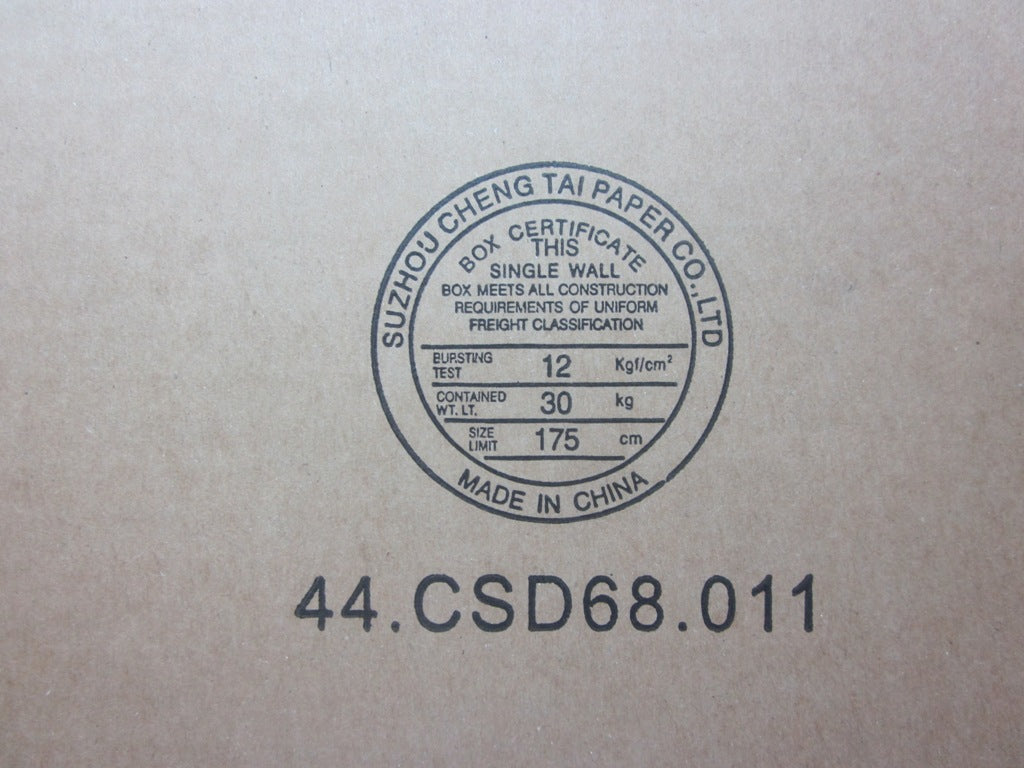 SUZHOU CHENG TAI PAPER CO.,LTD
BOX CERTIFICATE
THIS
SINGLE WALL
BOX MEETS ALL CONSTRUCTION
REQUIREMENTS OF UNIFORM
FREIGHT CLASSIFICATION
BURSTING TEST 12 Kgf/cm²
CONTAINED WT. LT. 30 kg
SIZE LIMIT 175 cm
MADE IN CHINA
44.CSD68.011